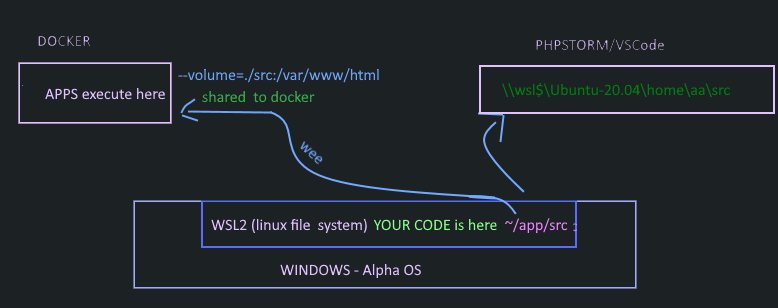 DOCKER
PHPSTORM/VSCode
--volume=./src:/var/www/html
APPS execute here
shared to docker
\\wsl$\Ubuntu-20.04\home\aa\src
wee
WSL2 (linux file system) YOUR CODE is here ~/app/src :
WINDOWS - Alpha OS